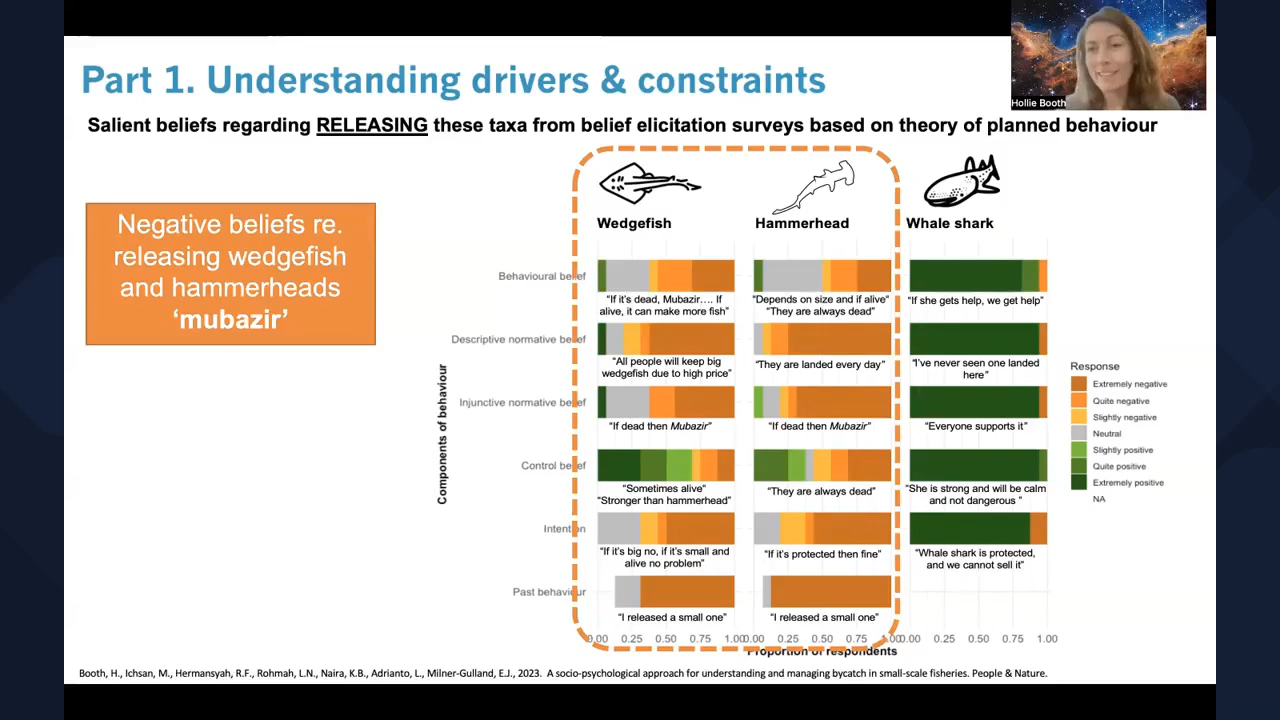 Part 1. Understanding drivers & constraints
Hollie Booth
Salient beliefs regarding RELEASING these taxa from belief elicitation surveys based on theory of planned behaviour
Negative beliefs re.
releasing wedgefish
and hammerheads
‘mubazir’
Wedgefish
Hammerhead
Whale shark
Components of behaviour
Behavioural belief
“If it’s dead, Mubazir…. If
alive, it can make more fish”
“Depends on size and if alive”
“They are always dead”
“If she gets help, we get help”
Descriptive normative belief
“All people will keep big
wedgefish due to high price”
“They are landed every day”
“I’ve never seen one landed
here”
Injunctive normative belief
“If dead then Mubazir”
“If dead then Mubazir”
“Everyone supports it”
Control belief
“Sometimes alive”
“Stronger than hammerhead”
“They are always dead”
“She is strong and will be calm
and not dangerous ”
Intention
“If it’s big no, if it’s small and
alive no problem”
“If it’s protected then fine”
“Whale shark is protected,
and we cannot sell it”
Past behaviour
“I released a small one”
“I released a small one”
0.00 0.25 0.50 0.75 1.00
0.00 0.25 0.50 0.75 1.00
0.00 0.25 0.50 0.75 1.00
Proportion of respondents
Response
Extremely negative
Quite negative
Slightly negative
Neutral
Slightly positive
Quite positive
Extremely positive
NA
Booth, H., Ichsan, M., Hermansyah, R.F., Rohmah, L.N., Naira, K.B., Adrianto, L., Milner-Gulland, E.J., 2023. A socio-psychological approach for understanding and managing bycatch in small-scale fisheries. People & Nature.